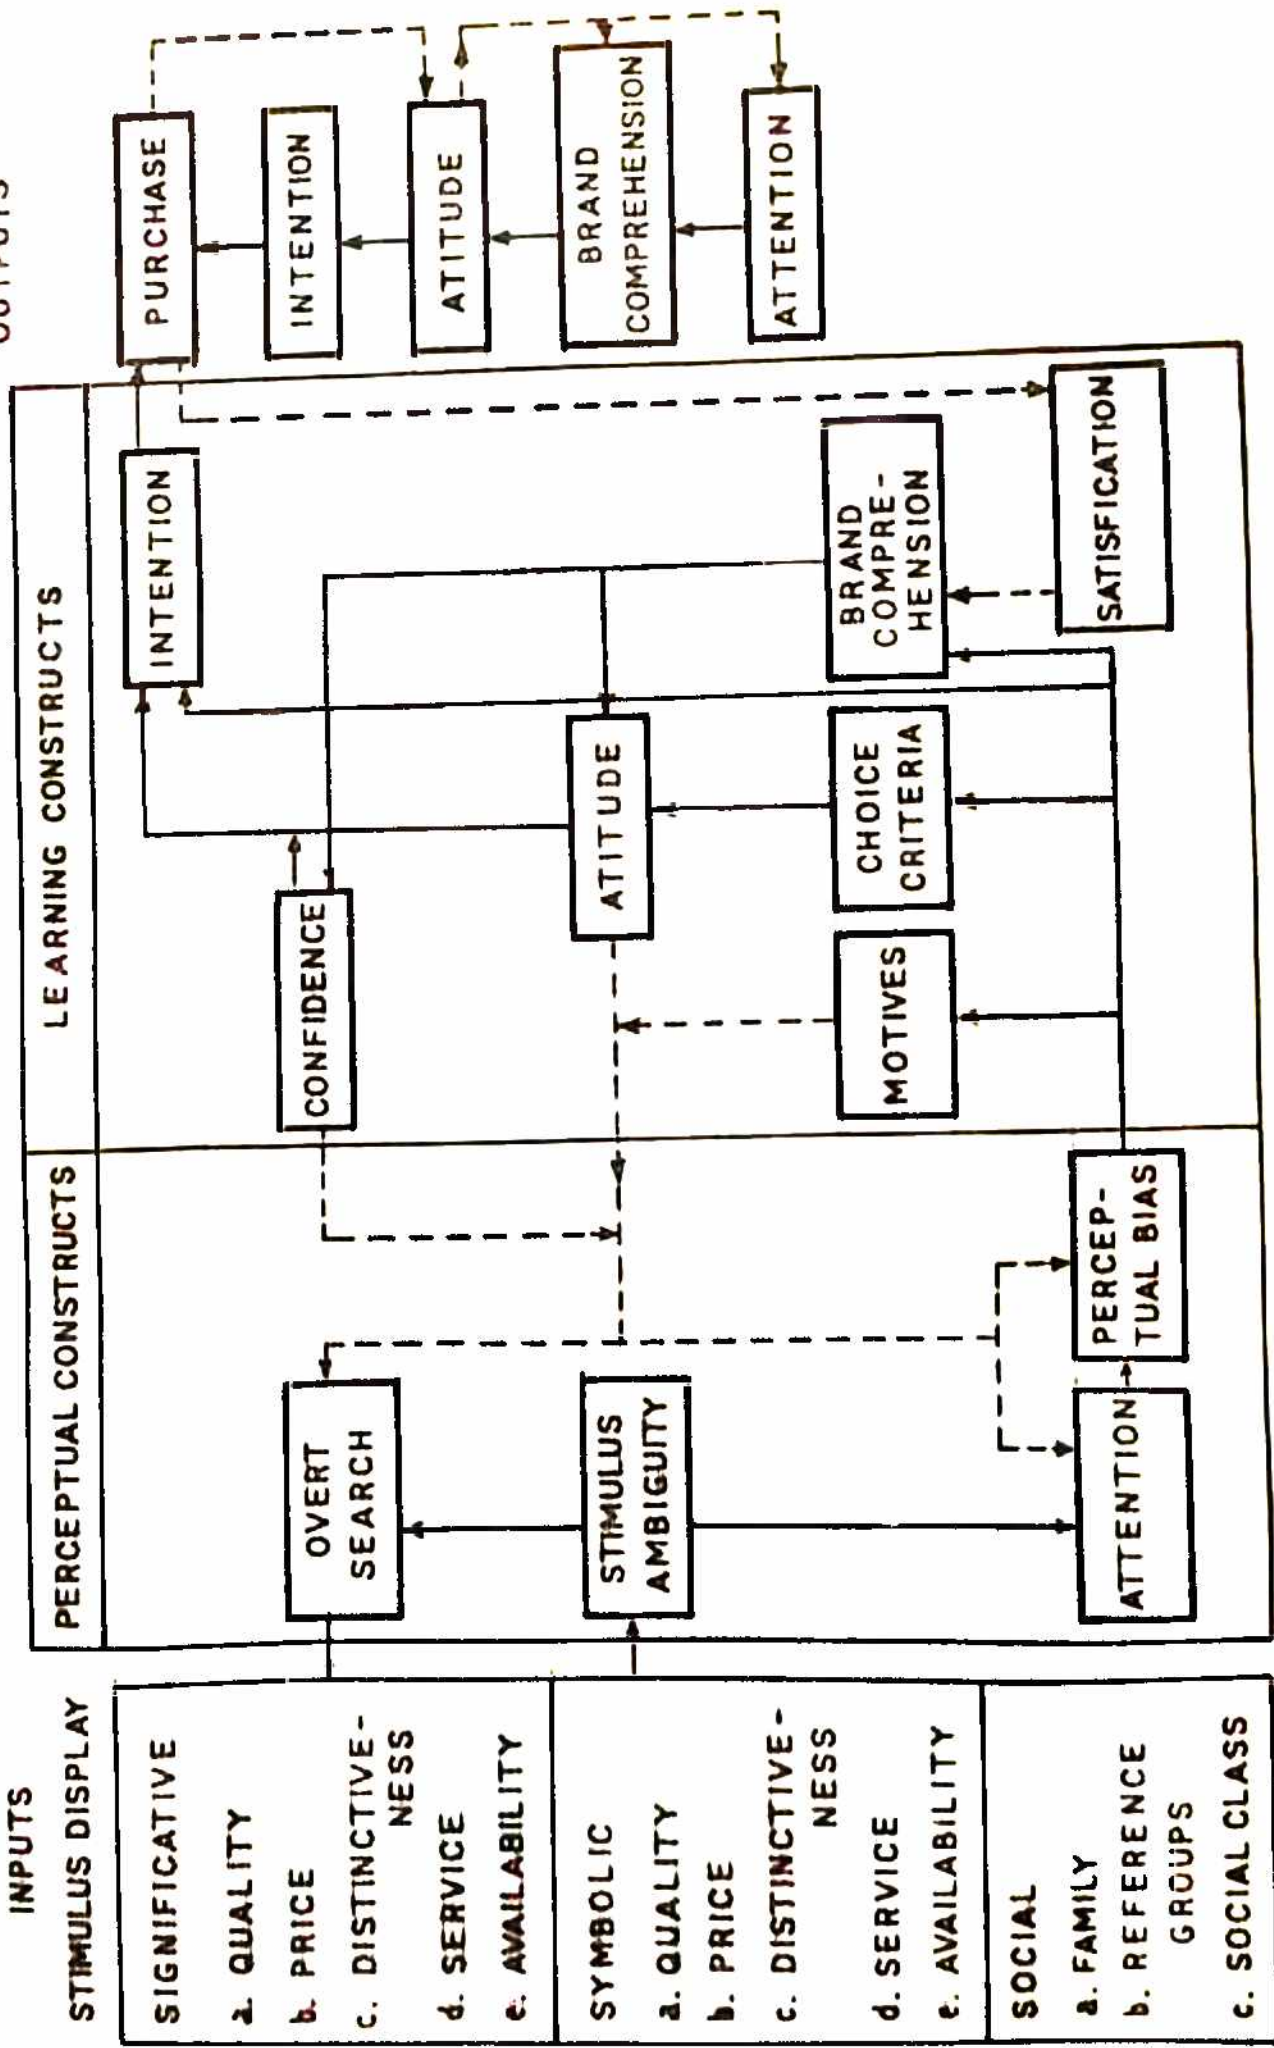 INPUTS
STIMULUS DISPLAY
SIGNIFICATIVE
a. QUALITY
b. PRICE
c. DISTINCTIVE-
NESS
d. SERVICE
e. AVAILABILITY
SYMBOLIC
a. QUALITY
b. PRICE
c. DISTINCTIVE-
NESS
d. SERVICE
e. AVAILABILITY
SOCIAL
a. FAMILY
b. REFERENCE
GROUPS
c. SOCIAL CLASS
PERCEPTUAL CONSTRUCTS
OVERT
SEARCH
STIMULUS
AMBIGUITY
ATTENTION
PERCEP-
TUAL BIAS
LEARNING CONSTRUCTS
CONFIDENCE
INTENTION
ATITUDE
MOTIVES
CHOICE
CRITERIA
BRAND
COMPRE-
HENSION
SATISFICATION
OUTPUTS
PURCHASE
INTENTION
ATITUDE
BRAND
COMPREHENSION
ATTENTION